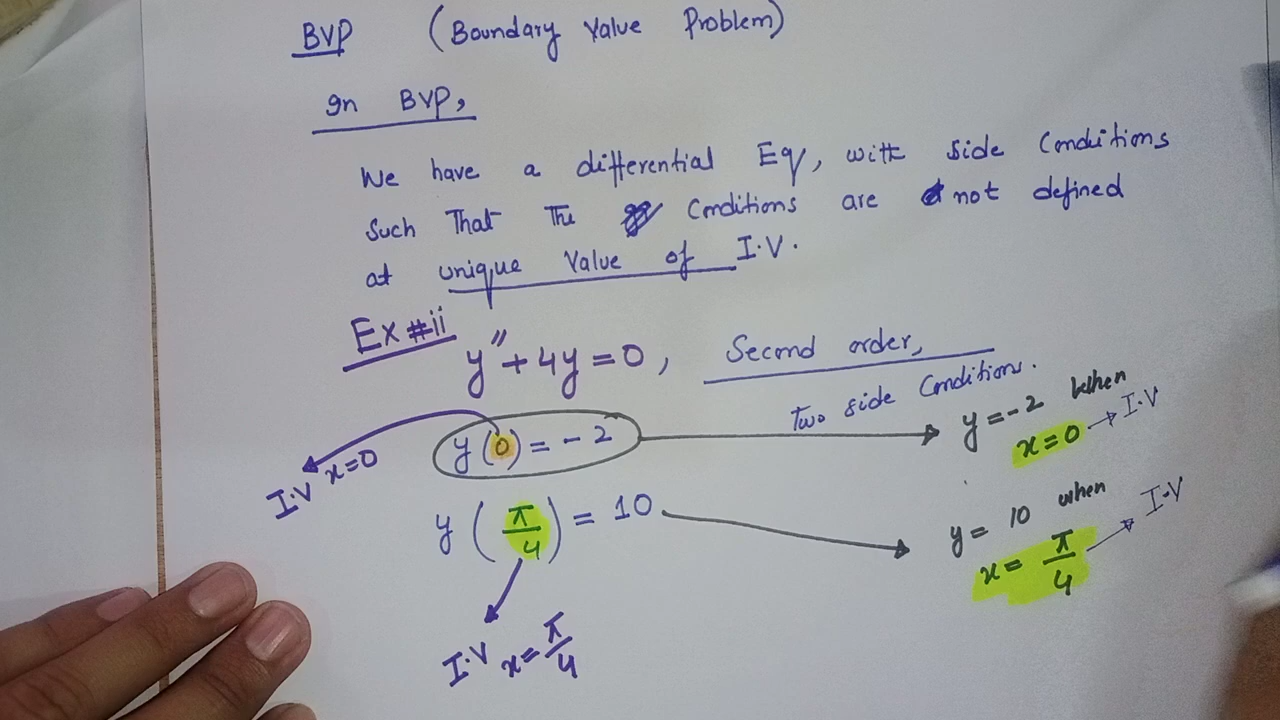 BVP (Boundary Value Problem)
In BVP,
We have a differential Eq, with side Conditions
Such That The Conditions are not defined
at unique Value of I.V.
Ex #ii
y'' + 4y = 0, Second order,
Two side Conditions.
y(0) = -2
y = -2 when
x=0 → I.V
I.V x=0
y(π/4) = 10
y = 10 when
x = π/4 → I.V
I.V x = π/4